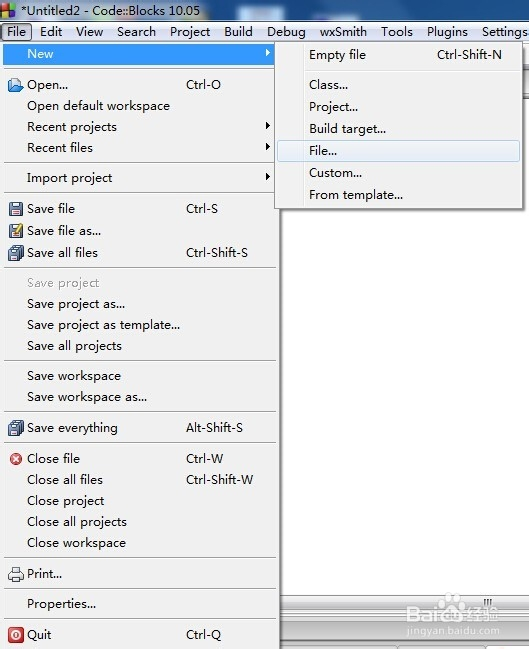 *Untitled2 - Code::Blocks 10.05
File Edit View Search Project Build Debug wxSmith Tools Plugins Settings
New
Open... Ctrl-O
Open default workspace
Recent projects
Recent files
Import project
Save file Ctrl-S
Save file as...
Save all files Ctrl-Shift-S
Save project
Save project as...
Save project as template...
Save all projects
Save workspace
Save workspace as...
Save everything Alt-Shift-S
Close file Ctrl-W
Close all files Ctrl-Shift-W
Close project
Close all projects
Close workspace
Print...
Properties...
Quit Ctrl-Q
Empty file Ctrl-Shift-N
Class...
Project...
Build target...
File...
Custom...
From template...
Baidu经验
jingyan.baidu.com